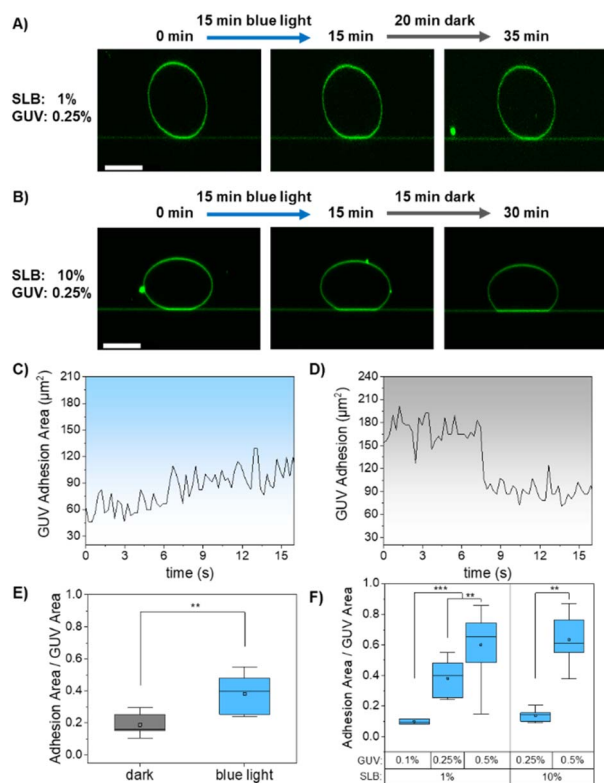 A)
15 min blue light
20 min dark
0 min
15 min
35 min
SLB: 1%
GUV: 0.25%
B)
15 min blue light
15 min dark
0 min
15 min
30 min
SLB: 10%
GUV: 0.25%
C)
GUV Adhesion Area (µm²)
210
180
150
120
90
60
30
0 3 6 9 12 15
time (s)
D)
GUV Adhesion (µm²)
240
210
180
150
120
90
60
30
0 3 6 9 12 15
time (s)
E)
Adhesion Area / GUV Area
1.0
0.8
0.6
0.4
0.2
0.0
**
dark blue light
F)
Adhesion Area / GUV Area
1.0
0.8
0.6
0.4
0.2
0.0
*** ** **
GUV: 0.1% 0.25% 0.5% 0.25% 0.5%
SLB: 1% 10%